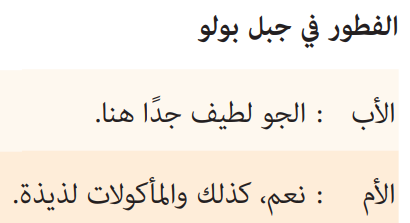 الفطور في جبل بولو
الأب : الجو لطيف جدًا هنا.
الأم : نعم، كذلك والمأكولات لذيذة.